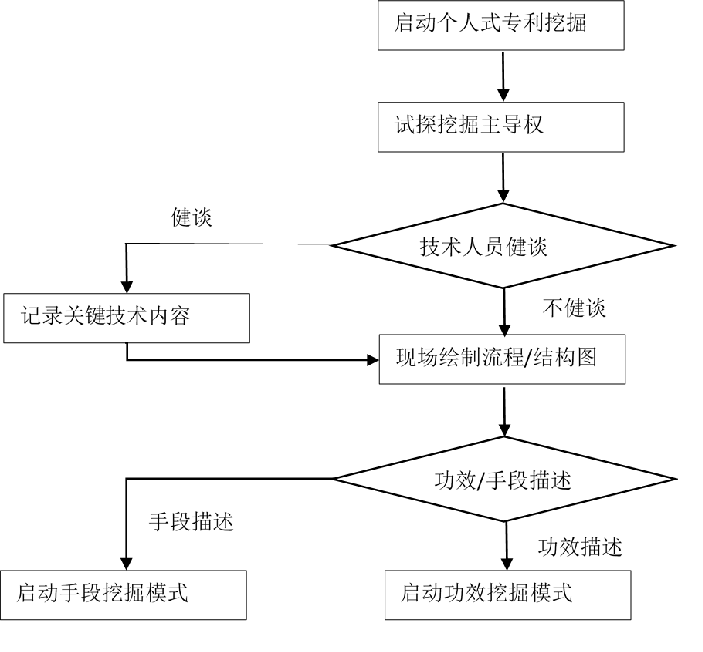 启动个人式专利挖掘
试探挖掘主导权
健谈
技术人员健谈
不健谈
记录关键技术内容
现场绘制流程/结构图
功效/手段描述
手段描述
功效描述
启动手段挖掘模式
启动功效挖掘模式